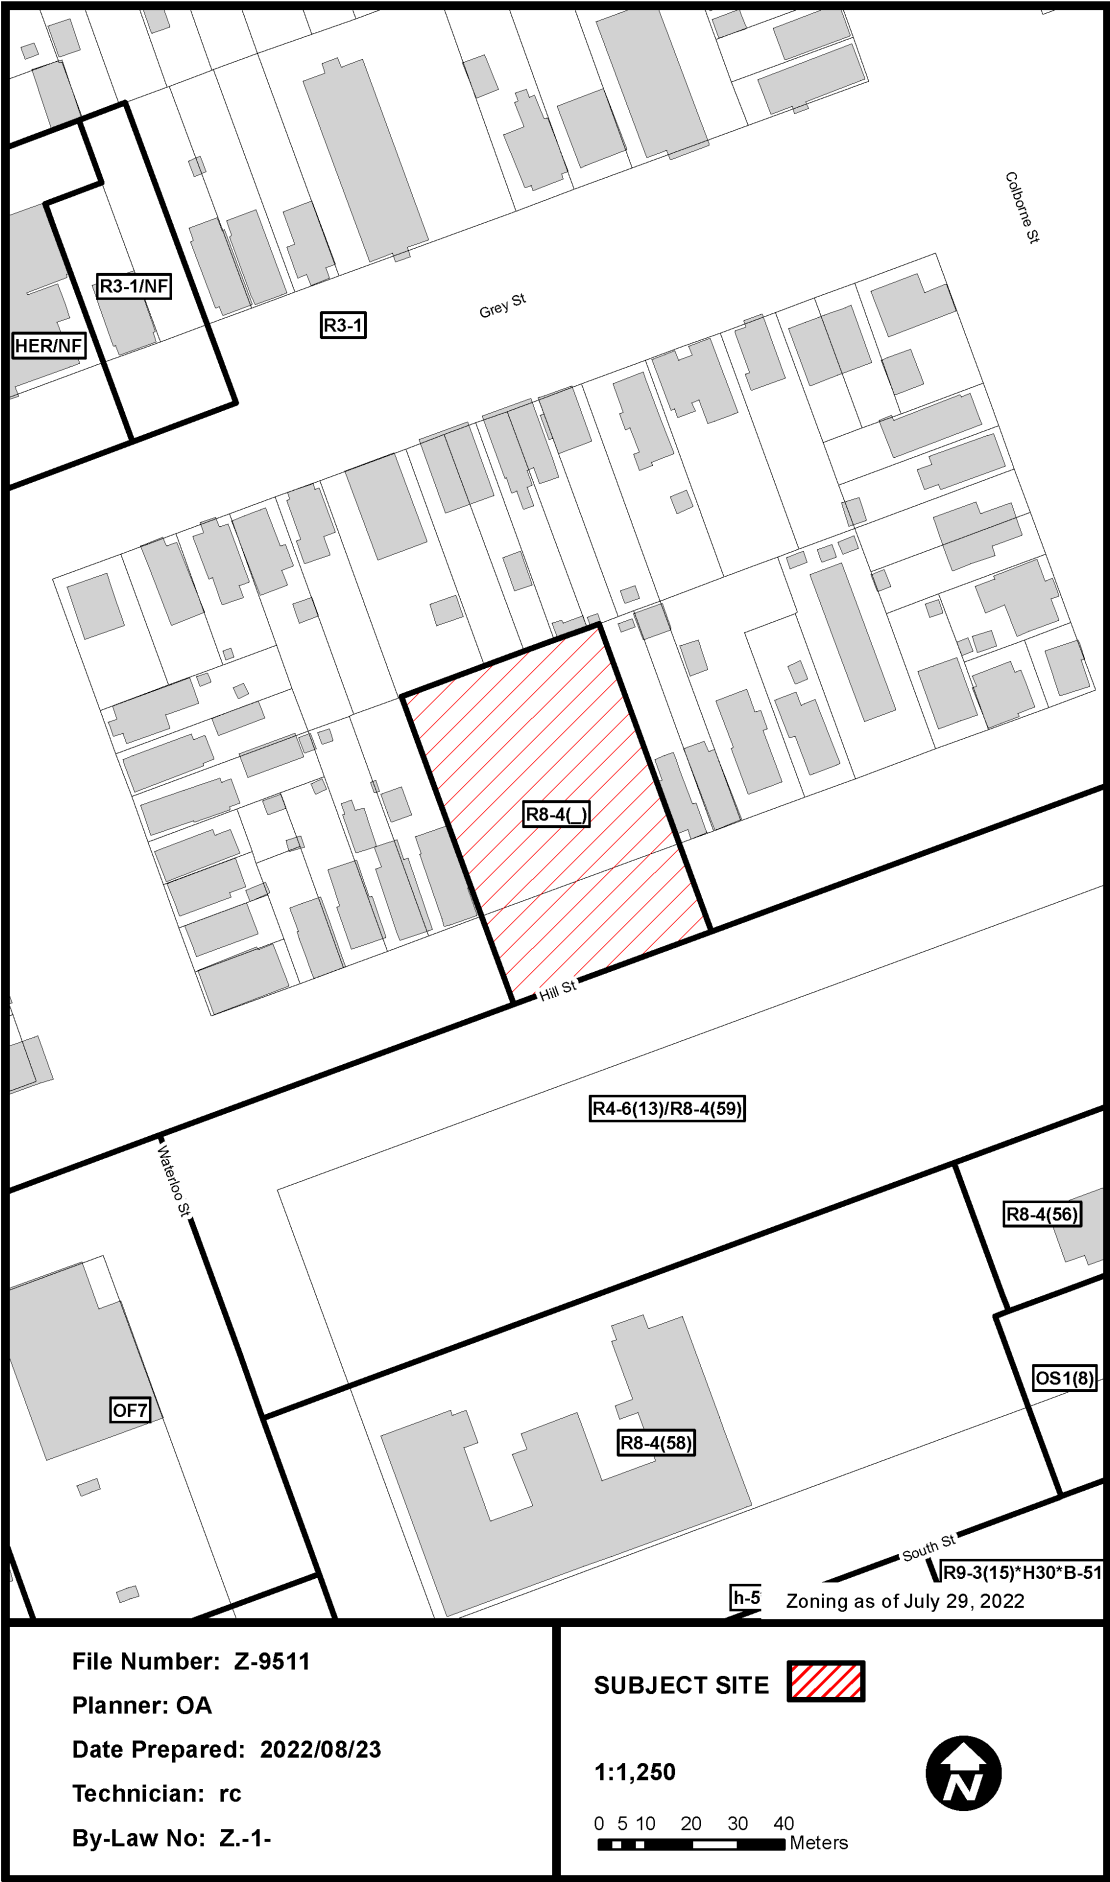 Colborne St
R3-1/NF
Grey St
R3-1
HER/NF
R8-4(_)
Hill St
R4-6(13)/R8-4(59)
Waterloo St
R8-4(56)
OS1(8)
OF7
R8-4(58)
South St
R9-3(15)*H30*B-51
h-5
Zoning as of July 29, 2022
File Number: Z-9511
Planner: OA
Date Prepared: 2022/08/23
Technician: rc
By-Law No: Z.-1-
SUBJECT SITE
1:1,250
0 5 10 20 30 40
Meters
N